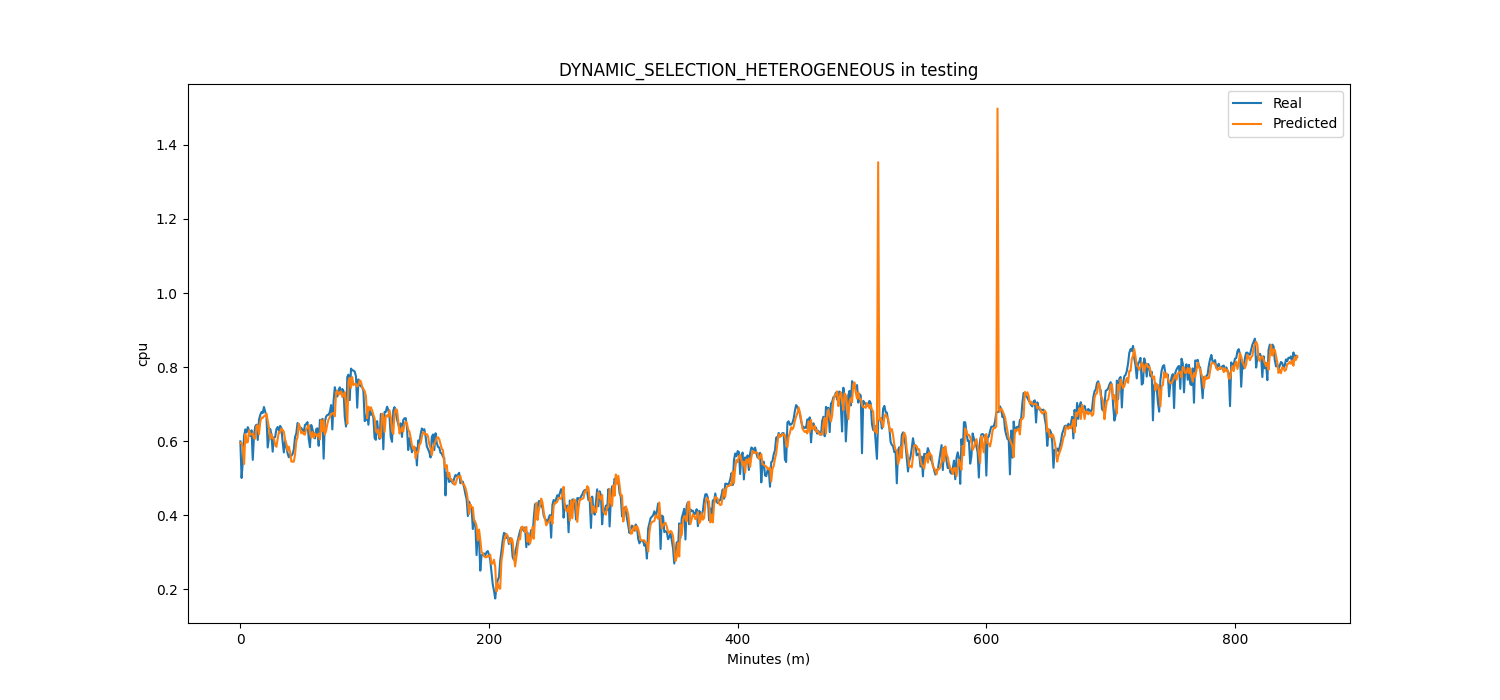 DYNAMIC_SELECTION_HETEROGENEOUS in testing
Real
Predicted
1.4
1.2
1.0
0.8
0.6
0.4
0.2
cpu
0 200 400 600 800
Minutes (m)